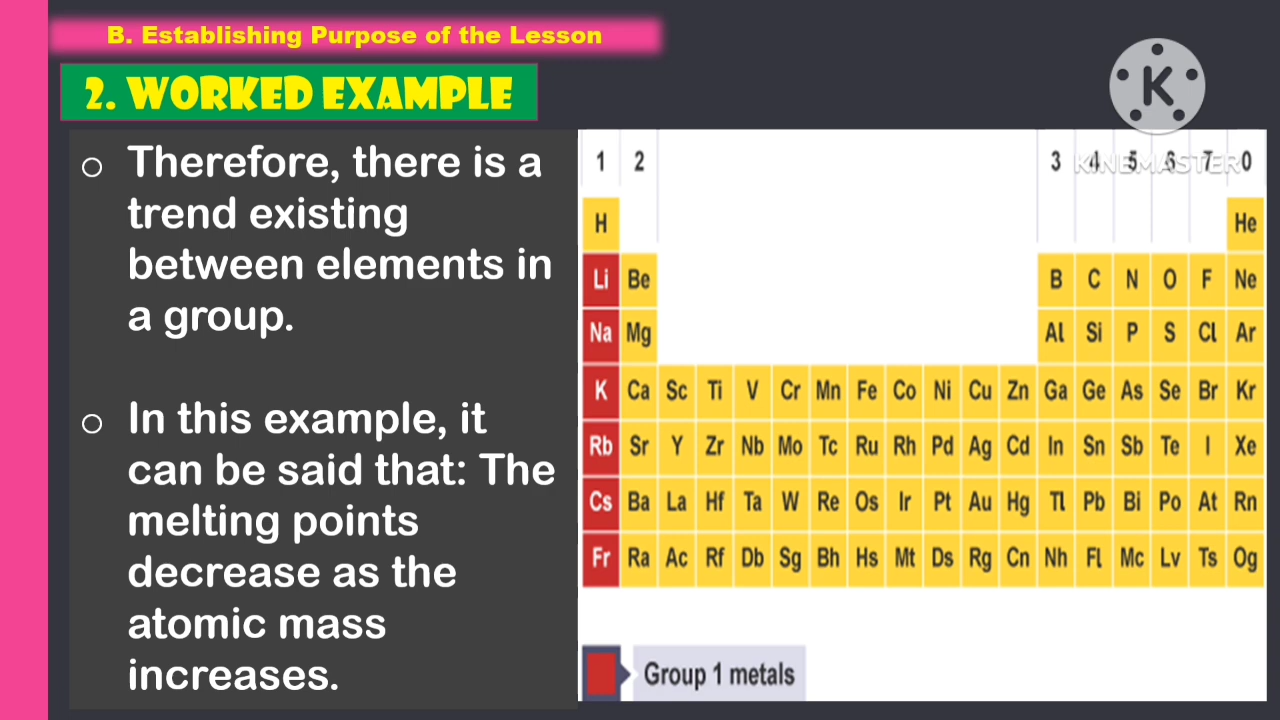 B. Establishing Purpose of the Lesson
2. WORKED EXAMPLE
K
KINEMASTER
o Therefore, there is a
trend existing
between elements in
a group.
o In this example, it
can be said that: The
melting points
decrease as the
atomic mass
increases.
1 2 3 4 5 6 7 0
H He
Li Be B C N O F Ne
Na Mg Al Si P S Cl Ar
K Ca Sc Ti V Cr Mn Fe Co Ni Cu Zn Ga Ge As Se Br Kr
Rb Sr Y Zr Nb Mo Tc Ru Rh Pd Ag Cd In Sn Sb Te I Xe
Cs Ba La Hf Ta W Re Os Ir Pt Au Hg Tl Pb Bi Po At Rn
Fr Ra Ac Rf Db Sg Bh Hs Mt Ds Rg Cn Nh Fl Mc Lv Ts Og
Group 1 metals